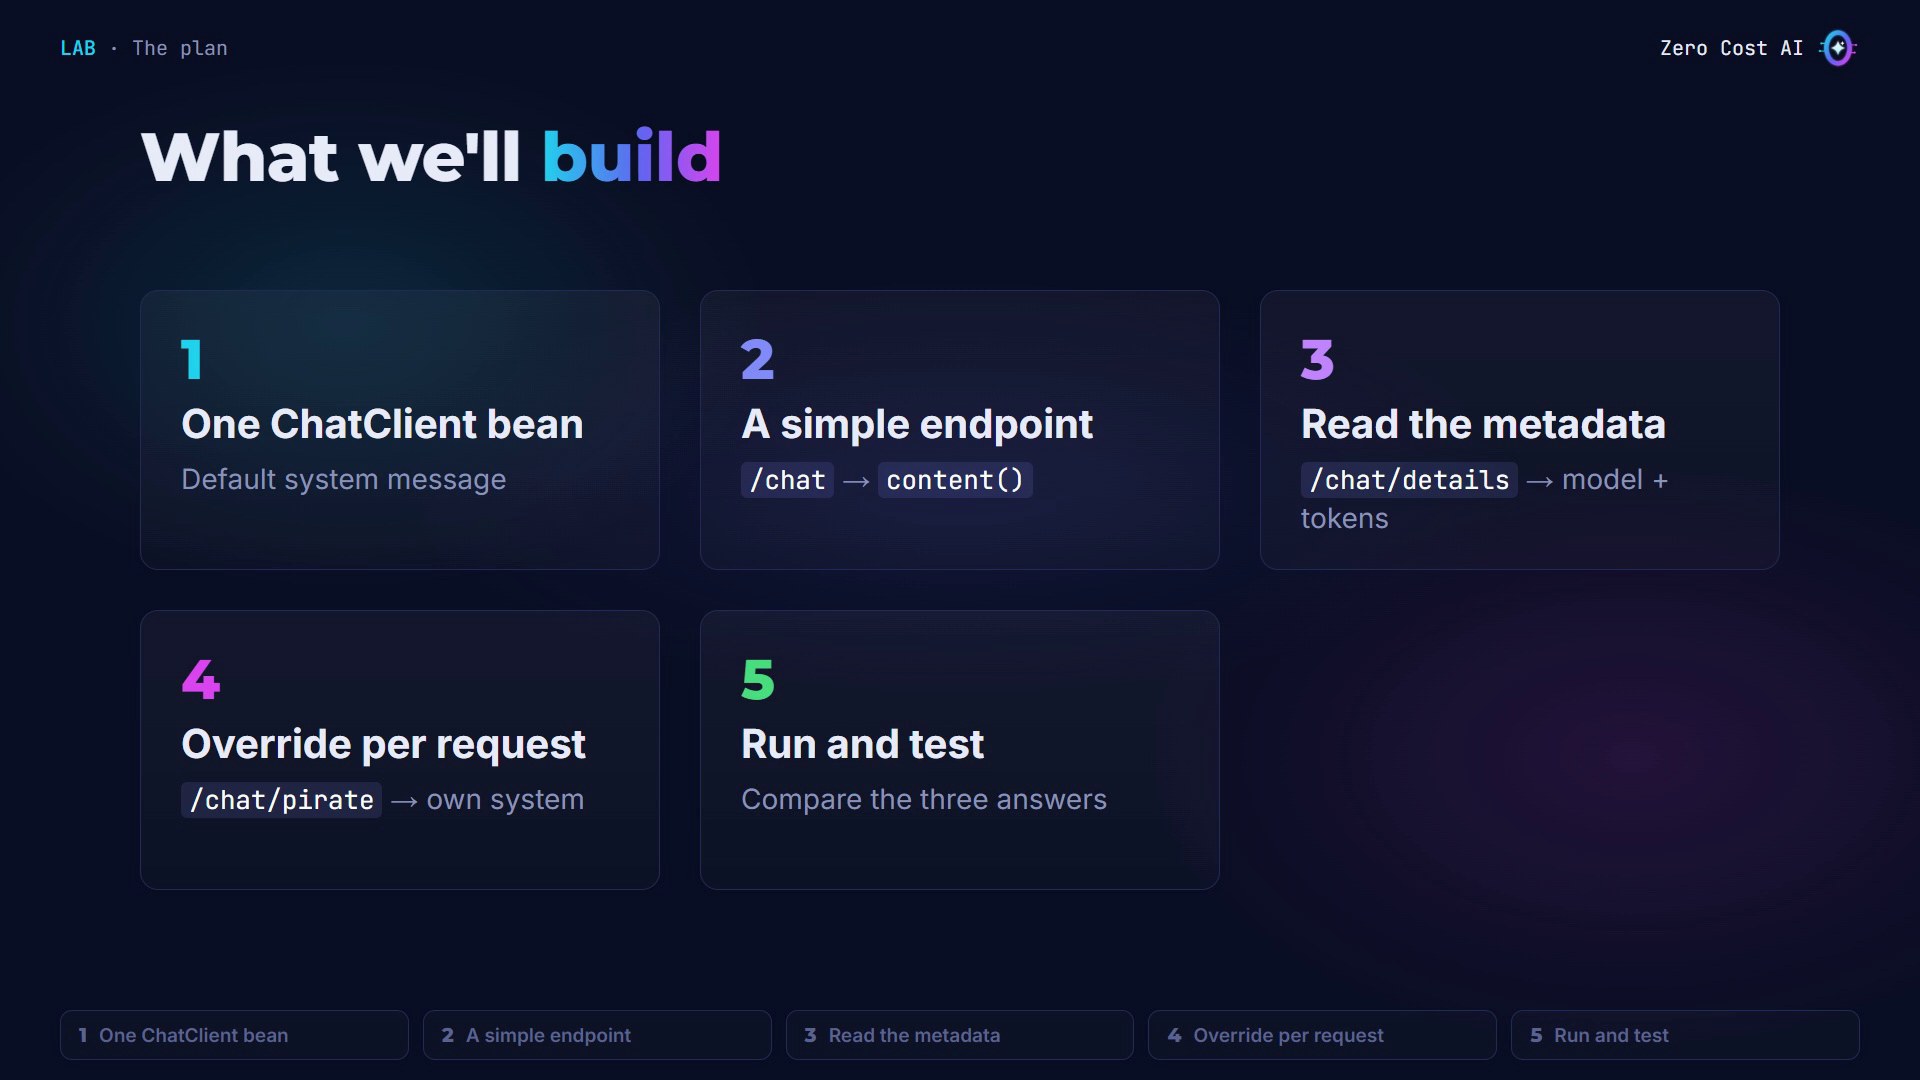 LAB · The plan
Zero Cost AI
What we'll build
1
One ChatClient bean
Default system message
2
A simple endpoint
/chat → content()
3
Read the metadata
/chat/details → model +
tokens
4
Override per request
/chat/pirate → own system
5
Run and test
Compare the three answers
1 One ChatClient bean
2 A simple endpoint
3 Read the metadata
4 Override per request
5 Run and test